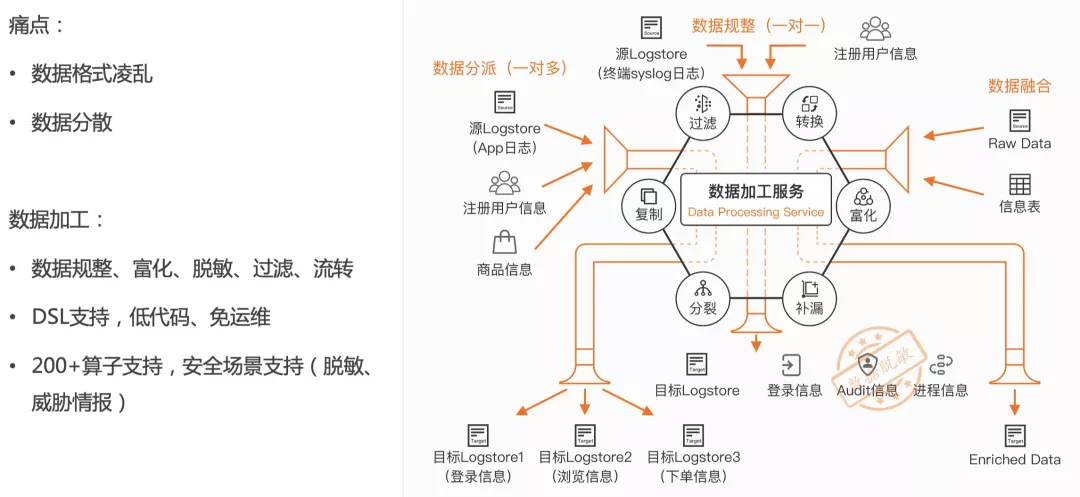 痛点：
• 数据格式凌乱
• 数据分散
数据加工：
• 数据规整、富化、脱敏、过滤、流转
• DSL支持，低代码、免运维
• 200+算子支持，安全场景支持（脱敏、
威胁情报）
数据规整（一对一）
Source
源Logstore
（终端syslog日志）
注册用户信息
数据分派（一对多）
Source
源Logstore
（App日志）
注册用户信息
商品信息
数据融合
Source
Raw Data
信息表
过滤
转换
复制
数据加工服务
Data Processing Service
富化
分裂
补漏
Target
目标Logstore
登录信息
Audit信息
进程信息
数据脱敏
Target
目标Logstore1
（登录信息）
Target
目标Logstore2
（浏览信息）
Target
目标Logstore3
（下单信息）
Target
Enriched Data